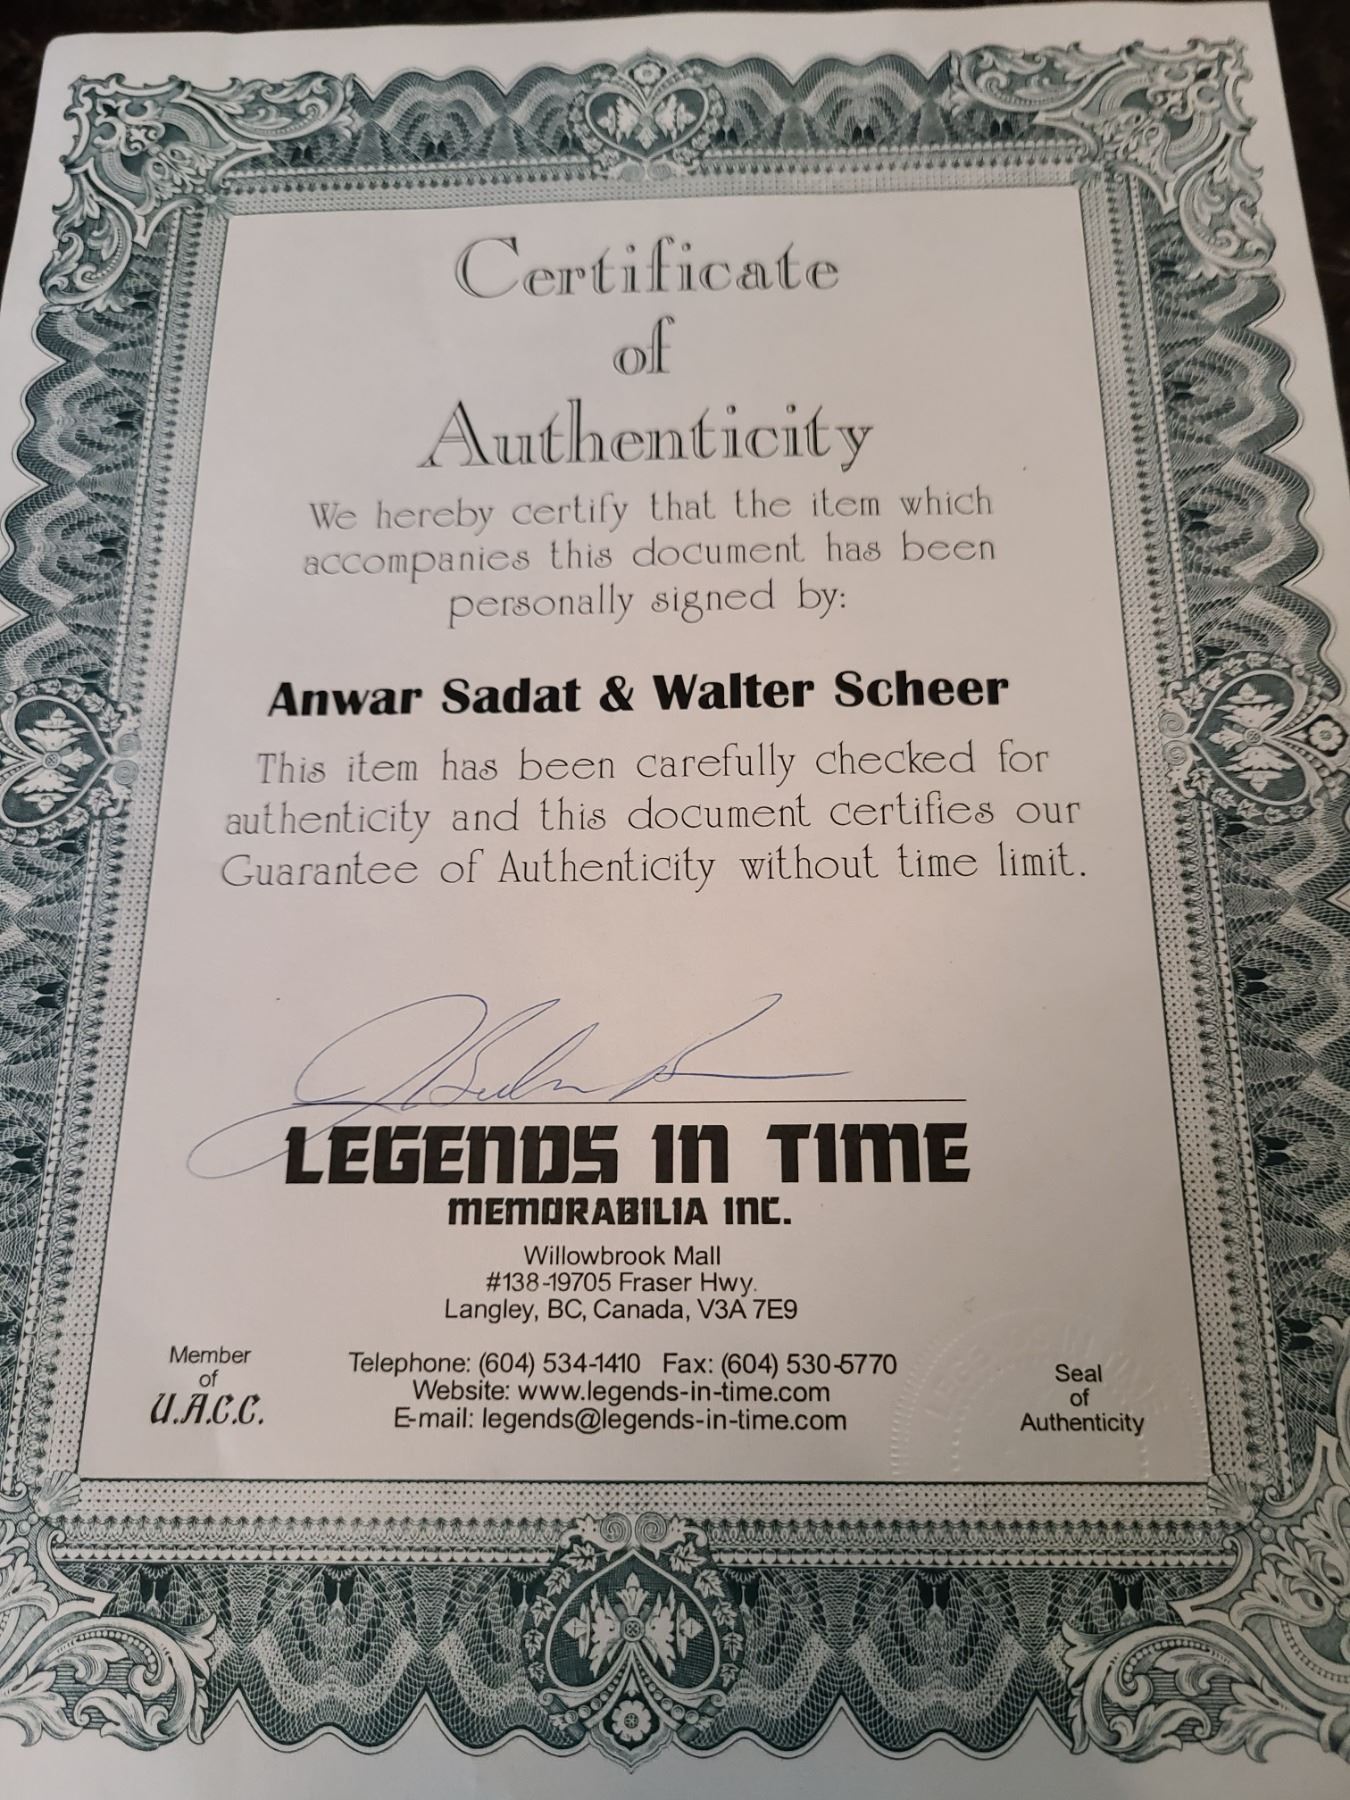 Certificate
of
Authenticity
We hereby certify that the item which
accompanies this document has been
personally signed by:
Anwar Sadat & Walter Scheer
This item has been carefully checked for
authenticity and this document certifies our
Guarantee of Authenticity without time limit.
LEGENDS IN TIME
MEMORABILIA INC.
Willowbrook Mall
#138-19705 Fraser Hwy.
Langley, BC, Canada, V3A 7E9
Member
of
U.A.C.C.
Telephone: (604) 534-1410 Fax: (604) 530-5770
Website: www.legends-in-time.com
E-mail: legends@legends-in-time.com
Seal
of
Authenticity